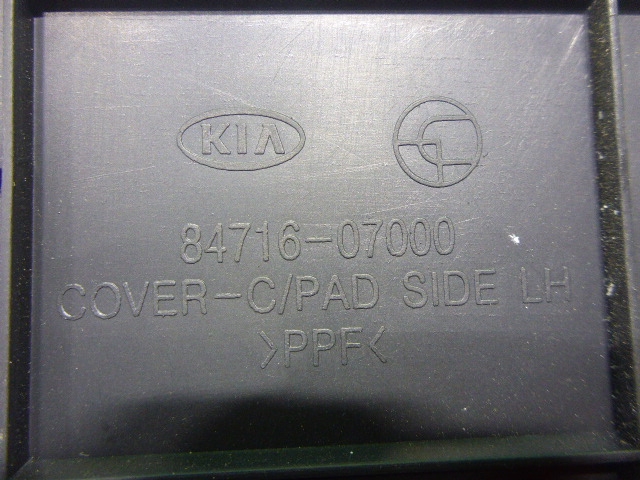 KIA
84716-07000
COVER-C/PAD SIDE LH
>PPF<